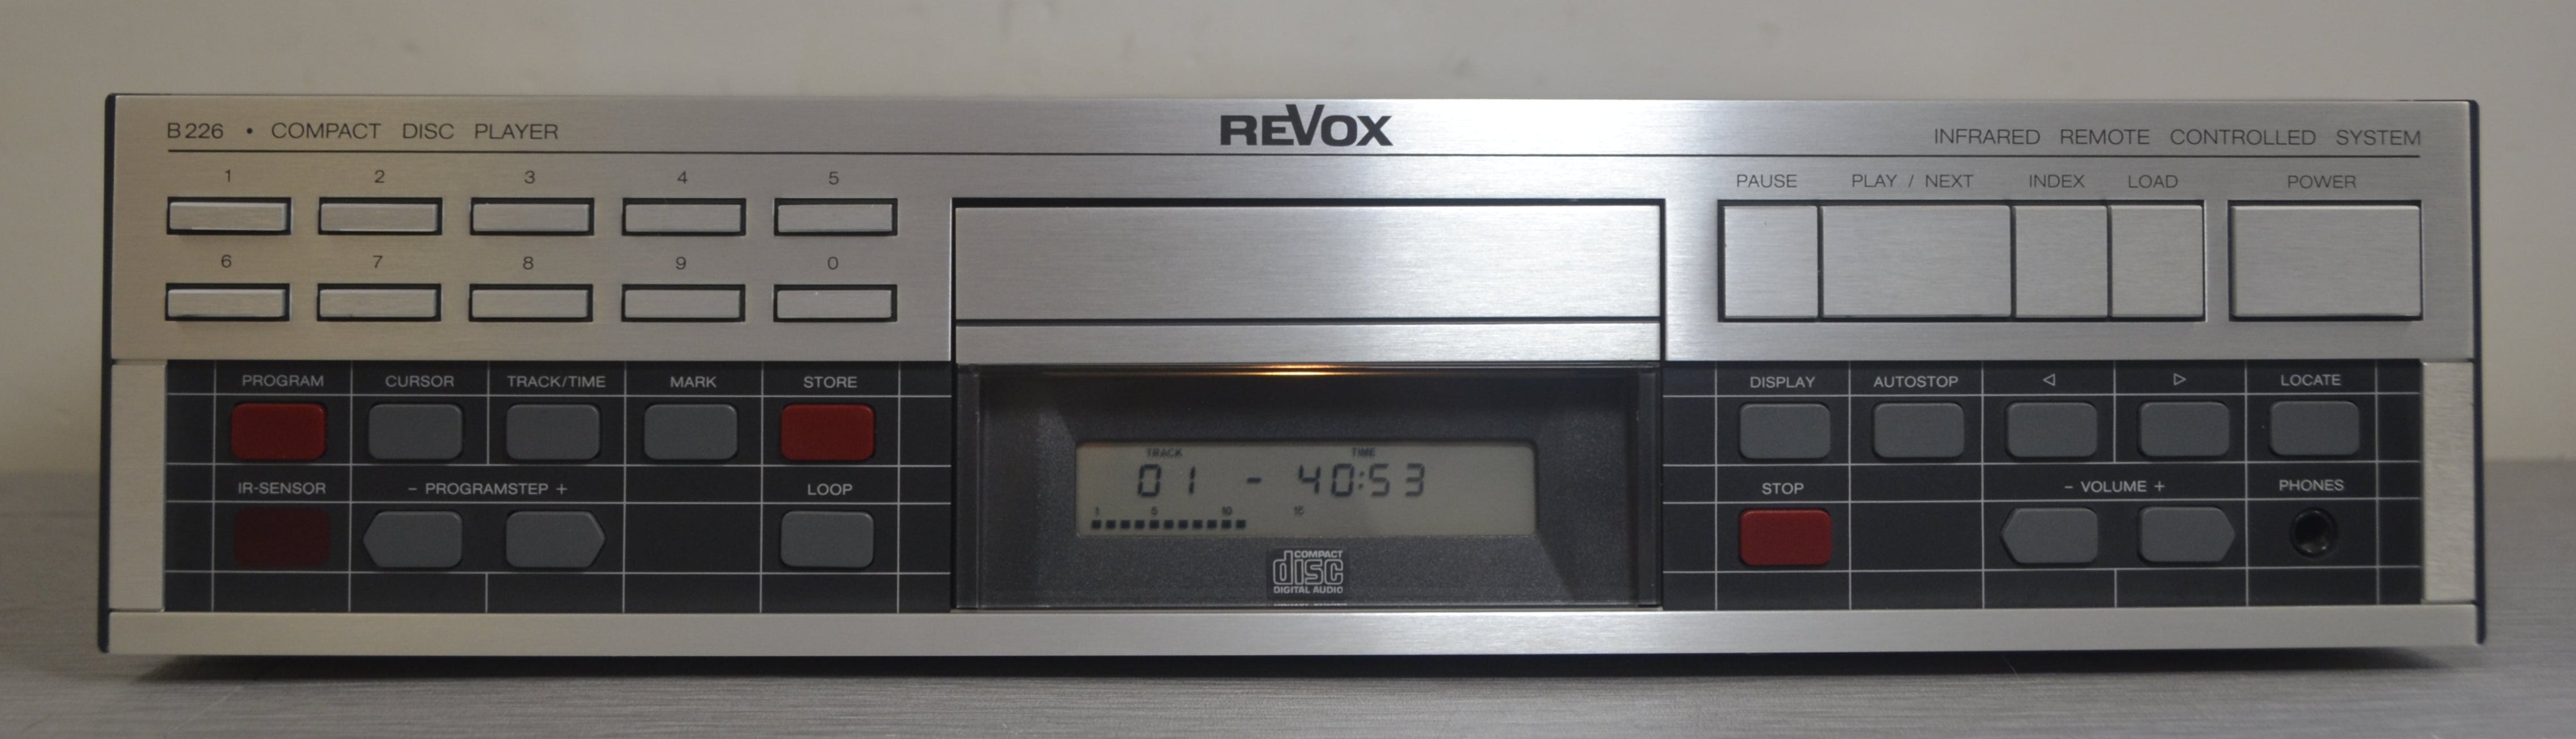 B226 • COMPACT DISC PLAYER
REVOX
INFRARED REMOTE CONTROLLED SYSTEM
1 2 3 4 5
PAUSE PLAY / NEXT INDEX LOAD POWER
6 7 8 9 0
PROGRAM CURSOR TRACK/TIME MARK STORE
DISPLAY AUTOSTOP ◁ ▷ LOCATE
TRACK TIME
01 - 40:53
IR-SENSOR - PROGRAMSTEP + LOOP
STOP - VOLUME + PHONES
1 5 10 15
COMPACT
disc
DIGITAL AUDIO